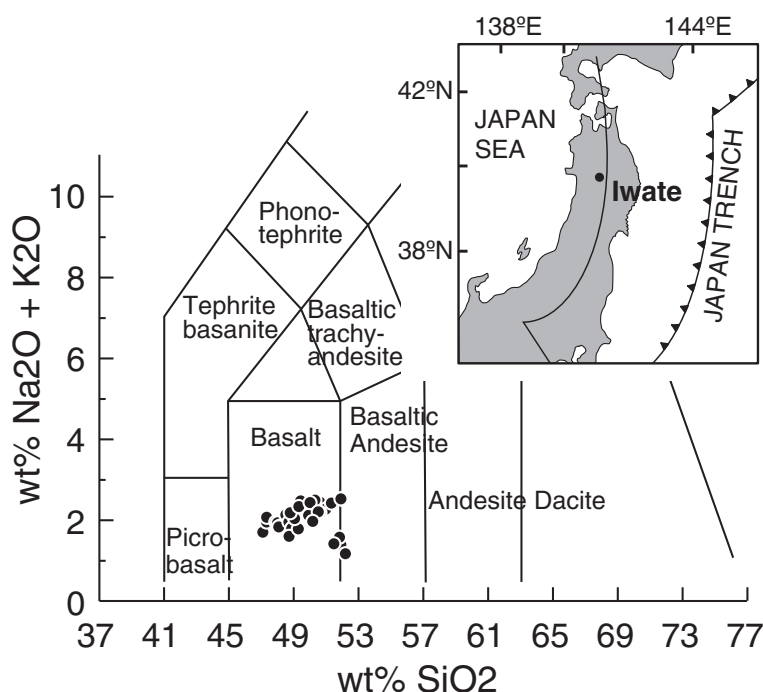 138ºE
144ºE
42ºN
38ºN
JAPAN
SEA
Iwate
JAPAN TRENCH
wt% Na2O + K2O
10
8
6
4
2
0
Phono-
tephrite
Tephrite
basanite
Basaltic
trachy-
andesite
Basalt
Basaltic
Andesite
Andesite Dacite
Picro-
basalt
37 41 45 49 53 57 61 65 69 73 77
wt% SiO2